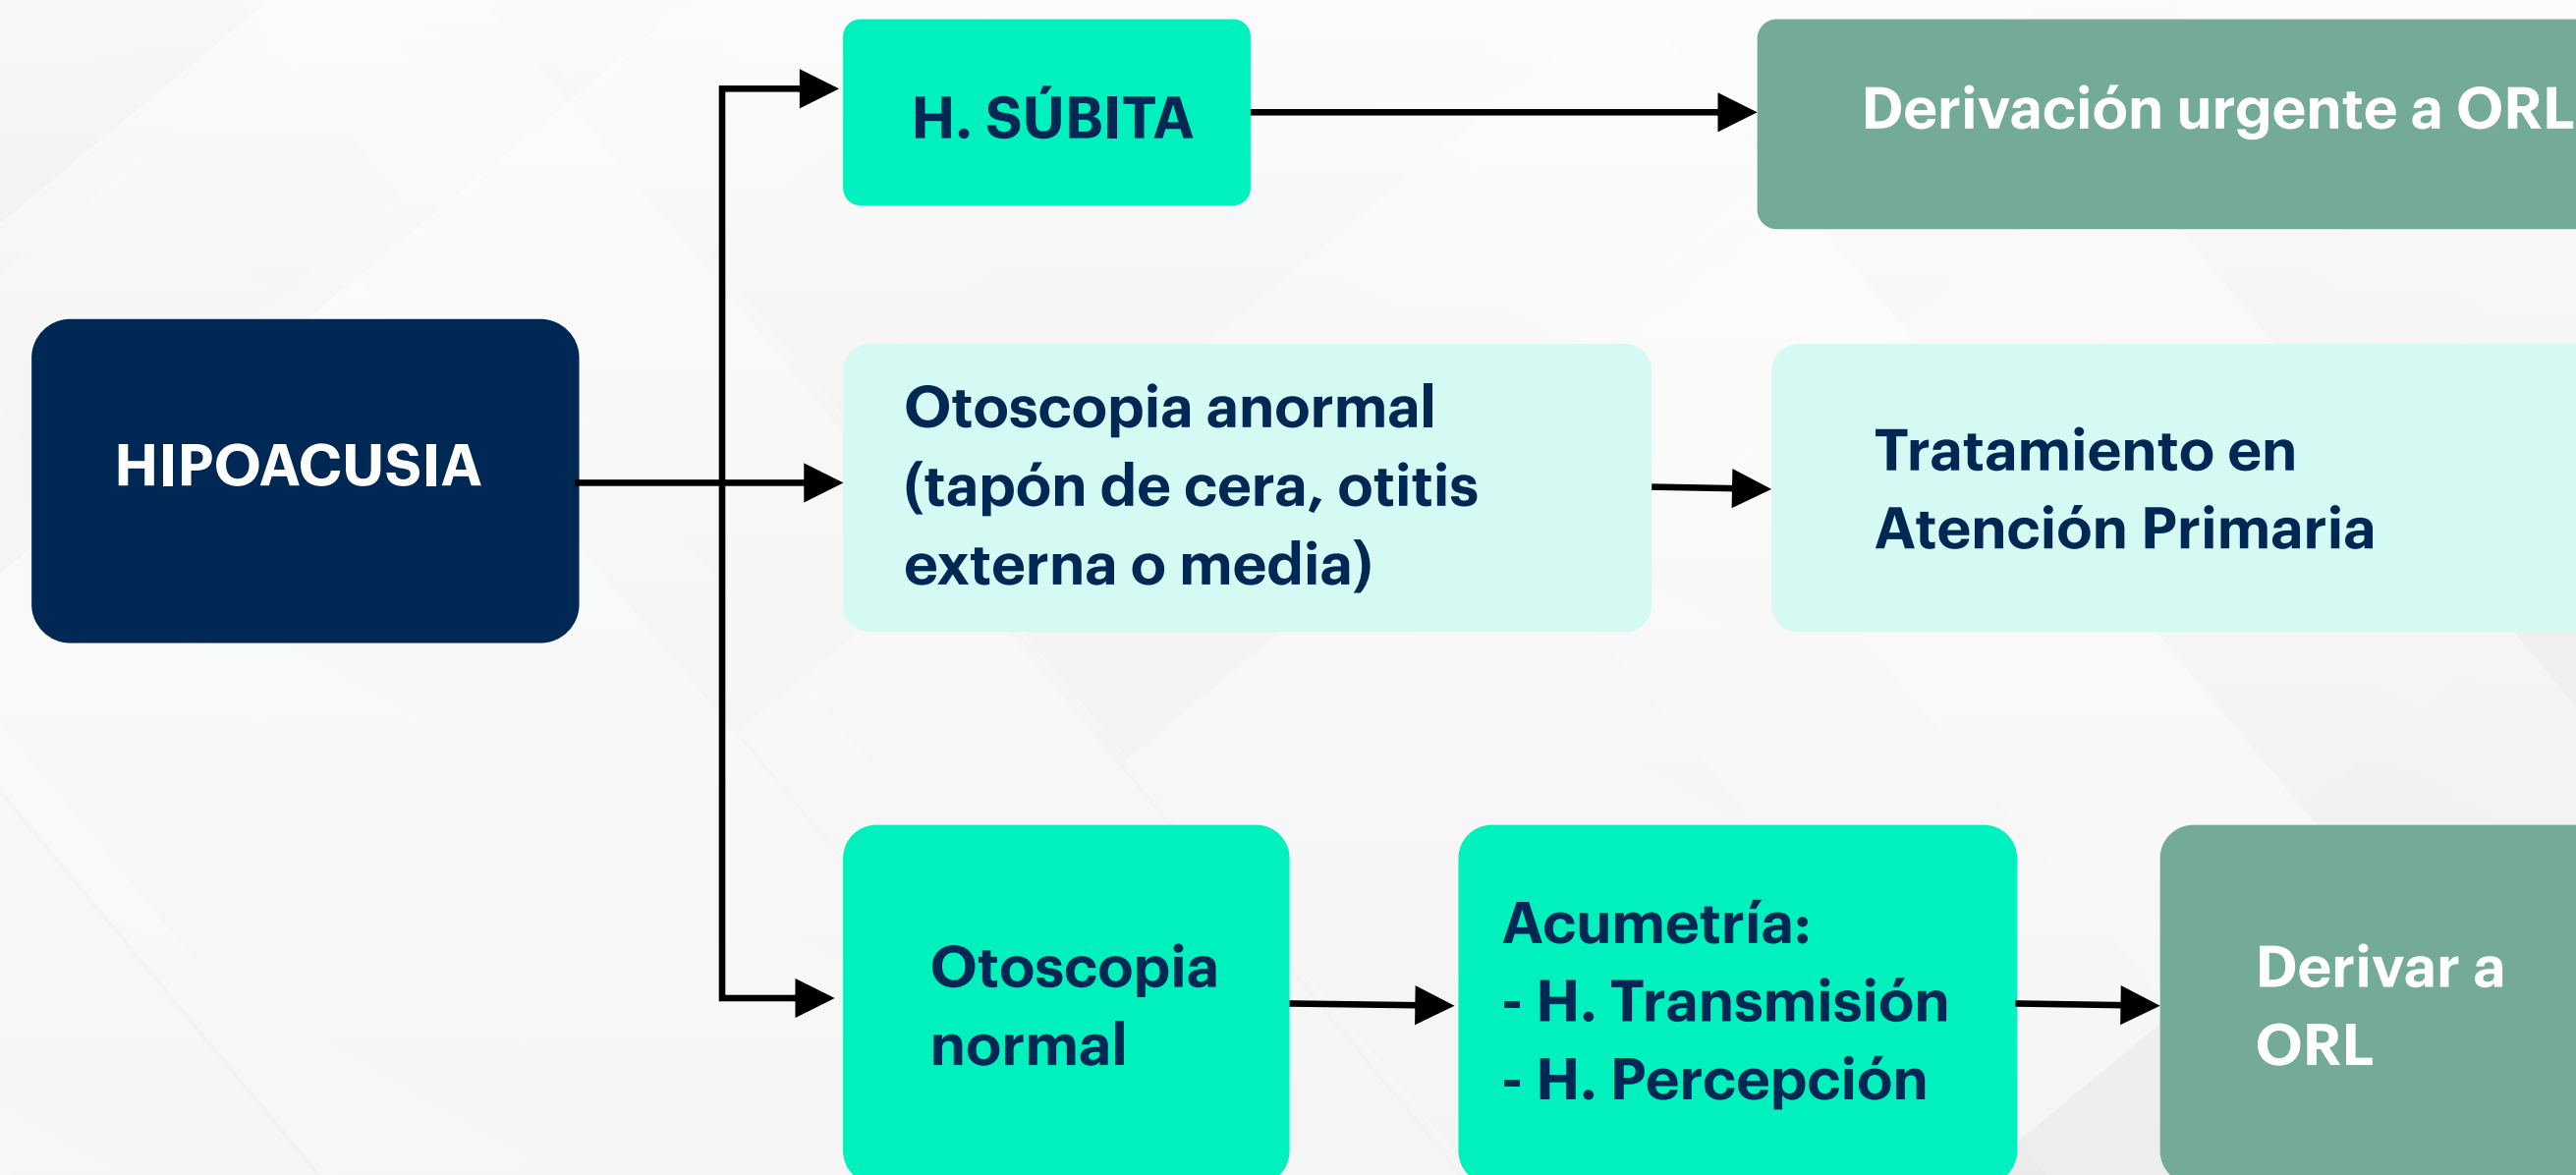 H. SÚBITA
Derivación urgente a ORL
HIPOACUSIA
Otoscopia anormal
(tapón de cera, otitis
externa o media)
Tratamiento en
Atención Primaria
Otoscopia
normal
Acumetría:
- H. Transmisión
- H. Percepción
Derivar a
ORL